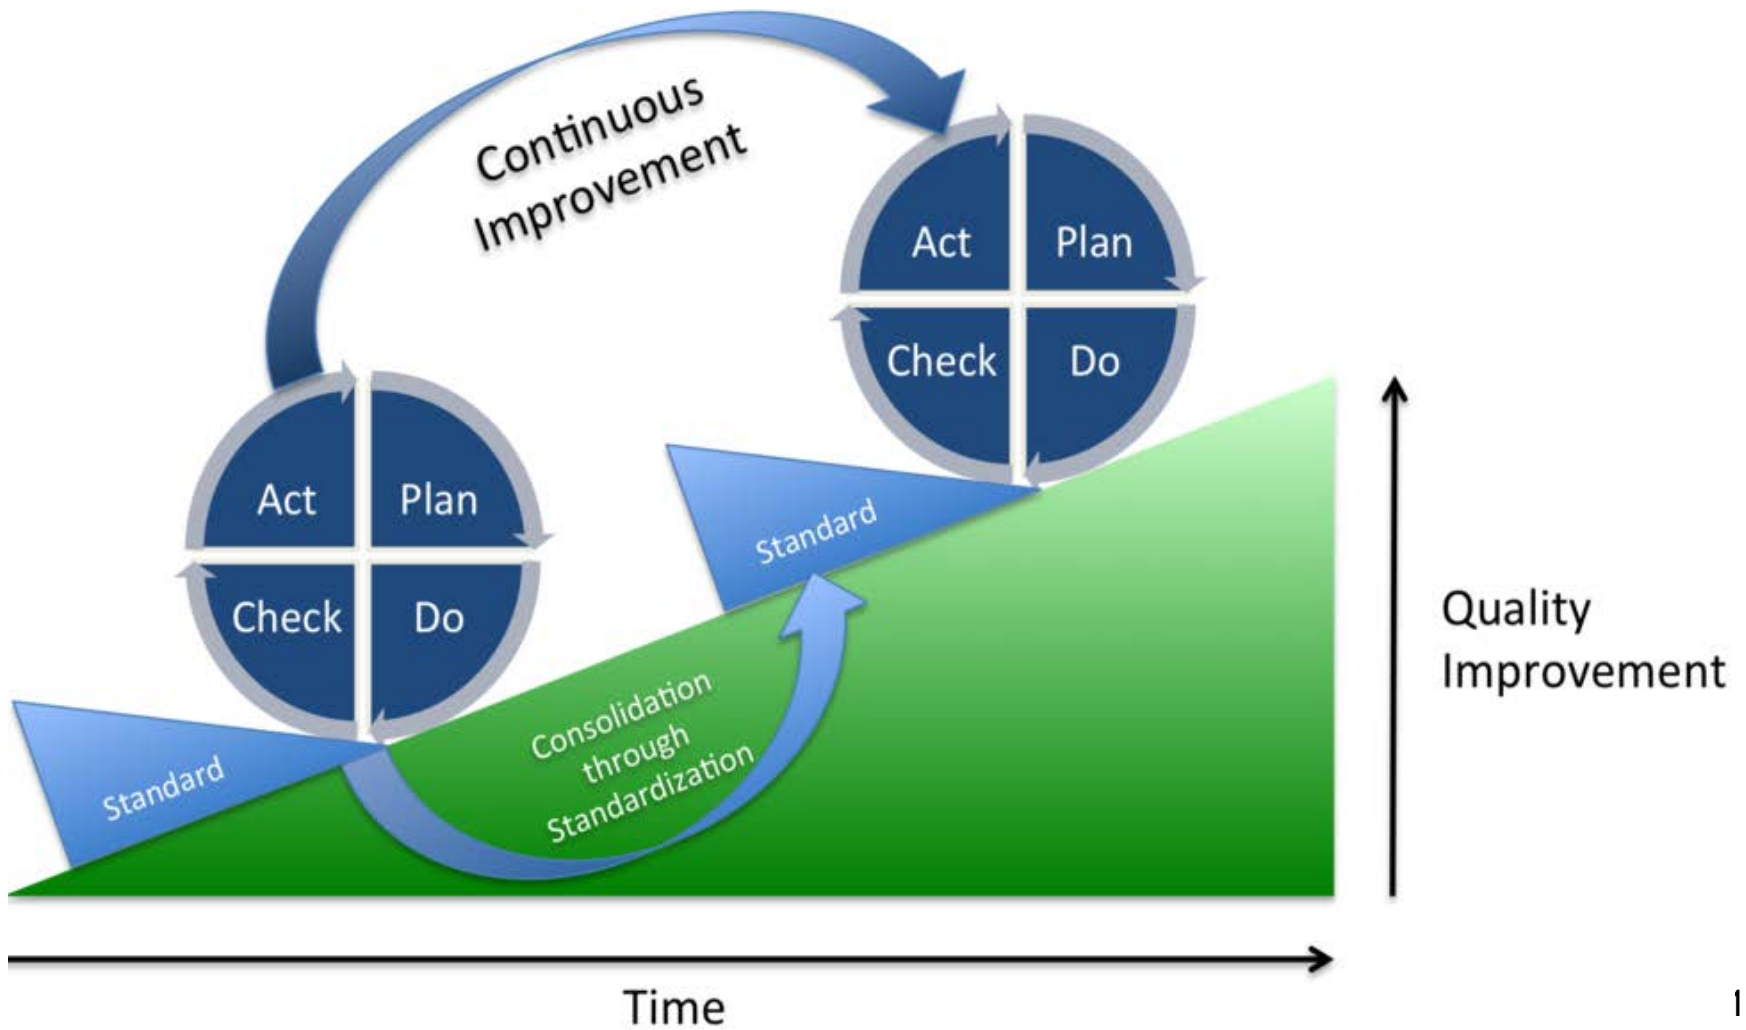 Continuous
Improvement
Act
Plan
Check
Do
Act
Plan
Check
Do
Standard
Standard
Consolidation
through
Standardization
Quality
Improvement
Time